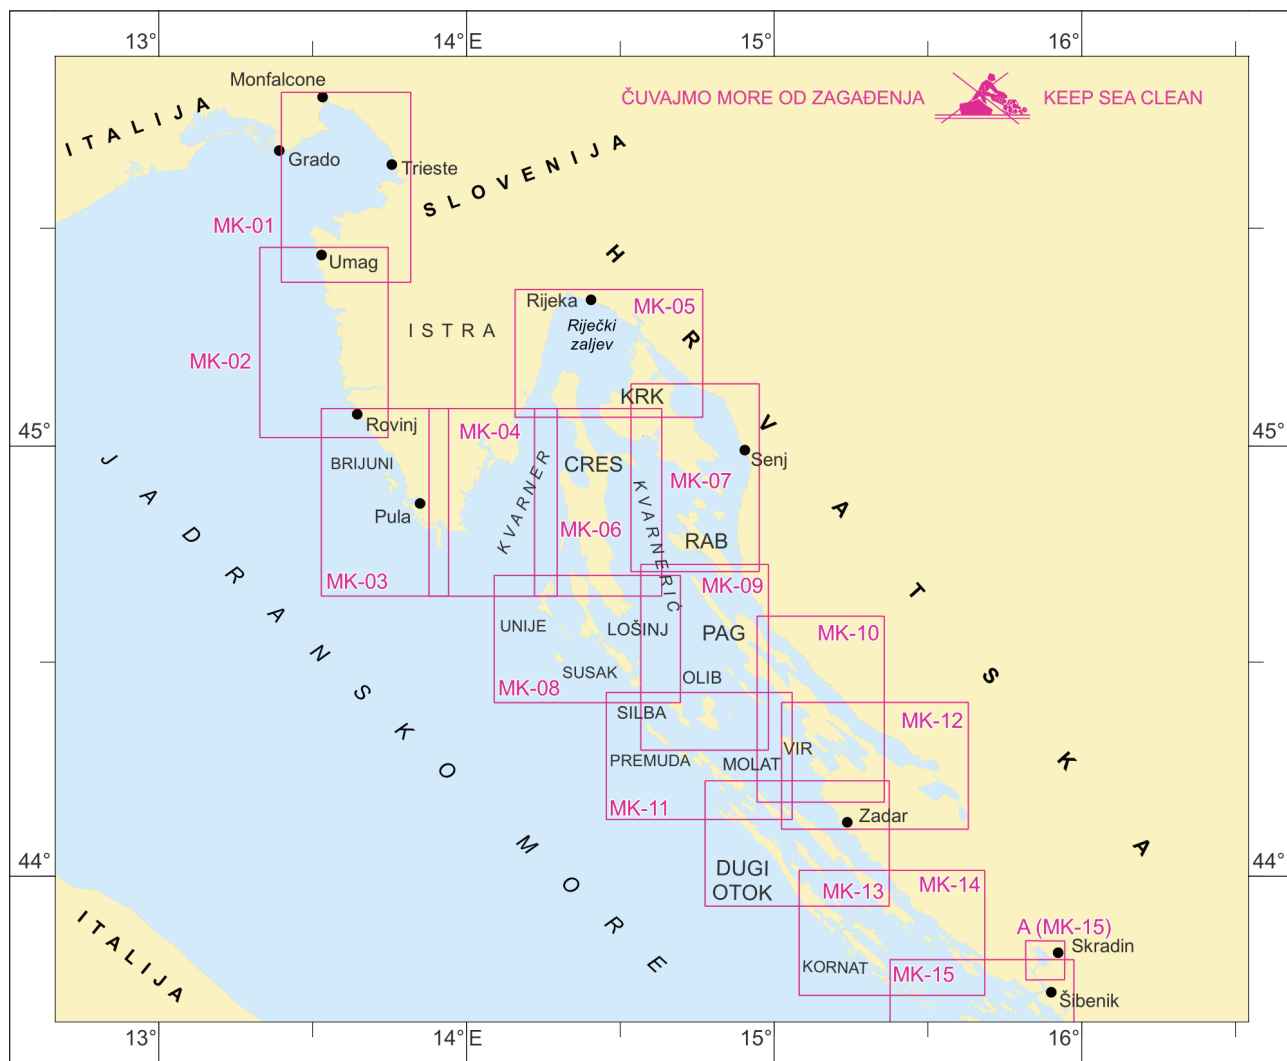 13° 14°E 15° 16°
Monfalcone
ČUVAJMO MORE OD ZAGAĐENJA KEEP SEA CLEAN
ITALIJA
Grado
Trieste
SLOVENIJA
MK-01
Umag
HRVATSKA
Rijeka
MK-05
Riječki
zaljev
ISTRA
MK-02
KRK
Rovinj
MK-04
45° 45°
BRIJUNI
CRES
Senj
KVARNER
KVARNERIĆ
MK-07
JADRANSKO MORE
Pula
MK-06
RAB
MK-03
MK-09
UNIJE
LOŠINJ
PAG
MK-10
SUSAK
OLIB
MK-08
SILBA
MK-12
VIR
PREMUDA
MOLAT
MK-11
Zadar
44° 44°
DUGI
OTOK
MK-13
MK-14
ITALIJA
A (MK-15)
Skradin
KORNAT
MK-15
Šibenik
13° 14°E 15° 16°